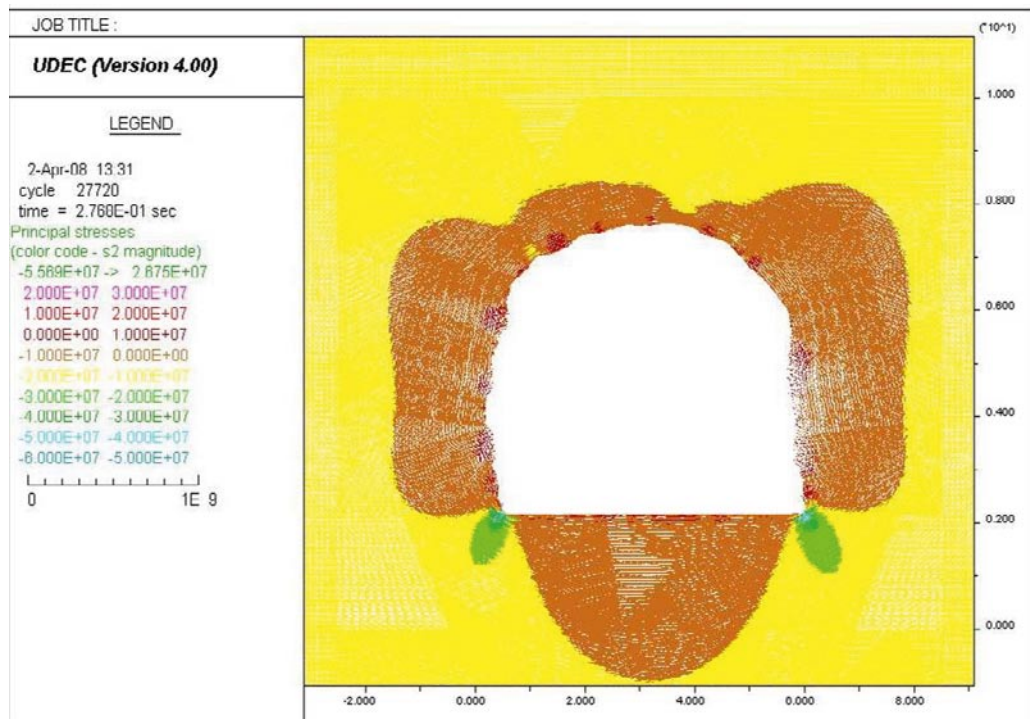 JOB TITLE :
UDEC (Version 4.00)
LEGEND
2-Apr-08 13:31
cycle 27720
time = 2.760E-01 sec
Principal stresses
(color code - s2 magnitude)
-5.569E+07 -> 2.675E+07
2.000E+07 3.000E+07
1.000E+07 2.000E+07
0.000E+00 1.000E+07
-1.000E+07 0.000E+00
-2.000E+07 -1.000E+07
-3.000E+07 -2.000E+07
-4.000E+07 -3.000E+07
-5.000E+07 -4.000E+07
-6.000E+07 -5.000E+07
0 1E 9
(*10^1)
1.000
0.800
0.600
0.400
0.200
0.000
-2.000 0.000 2.000 4.000 6.000 8.000